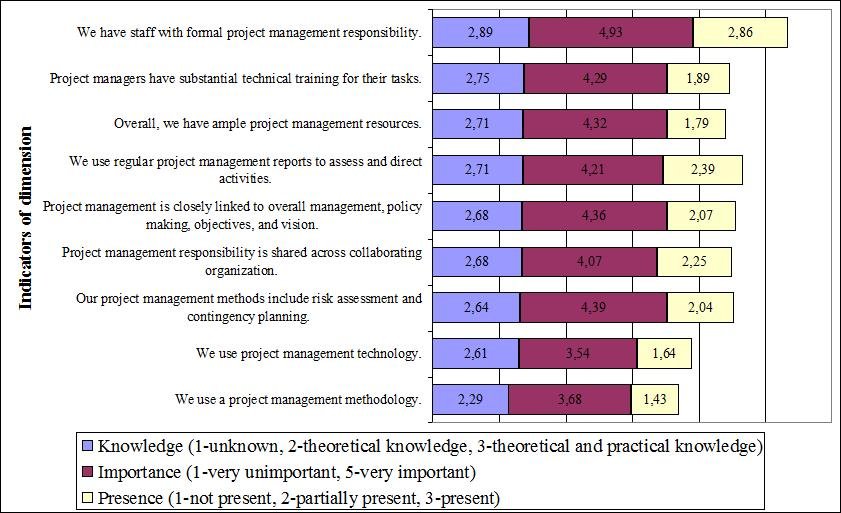 Indicators of dimension
We have staff with formal project management responsibility.
2,89 4,93 2,86
Project managers have substantial technical training for their tasks.
2,75 4,29 1,89
Overall, we have ample project management resources.
2,71 4,32 1,79
We use regular project management reports to assess and direct
activities.
2,71 4,21 2,39
Project management is closely linked to overall management, policy
making, objectives, and vision.
2,68 4,36 2,07
Project management responsibility is shared across collaborating
organization.
2,68 4,07 2,25
Our project management methods include risk assessment and
contingency planning.
2,64 4,39 2,04
We use project management technology.
2,61 3,54 1,64
We use a project management methodology.
2,29 3,68 1,43
Knowledge (1-unknown, 2-theoretical knowledge, 3-theoretical and practical knowledge)
Importance (1-very unimportant, 5-very important)
Presence (1-not present, 2-partially present, 3-present)